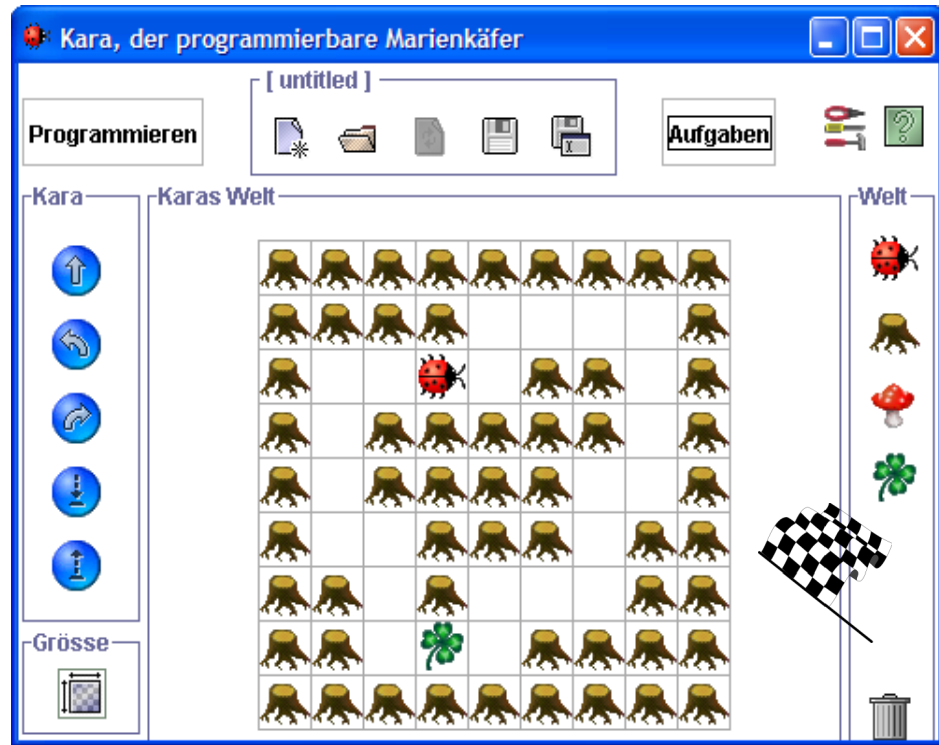 Kara, der programmierbare Marienkäfer
[ untitled ]
Programmieren
Aufgaben
Kara
Karas Welt
Welt
Grösse